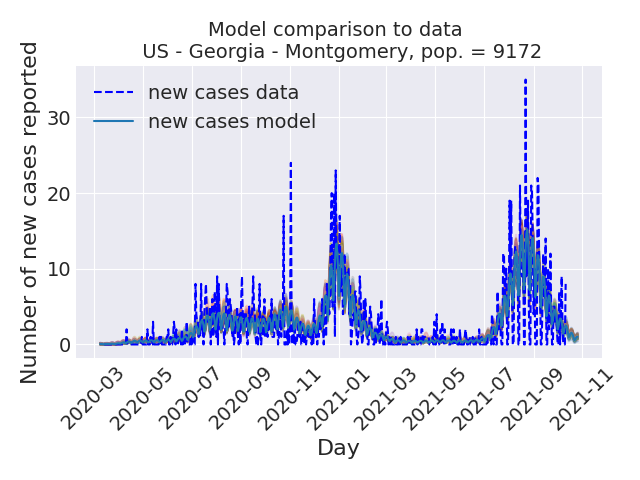 Model comparison to data
US - Georgia - Montgomery, pop. = 9172
Number of new cases reported
30
20
10
0
new cases data
new cases model
2020-03
2020-05
2020-07
2020-09
2020-11
2021-01
2021-03
2021-05
2021-07
2021-09
2021-11
Day